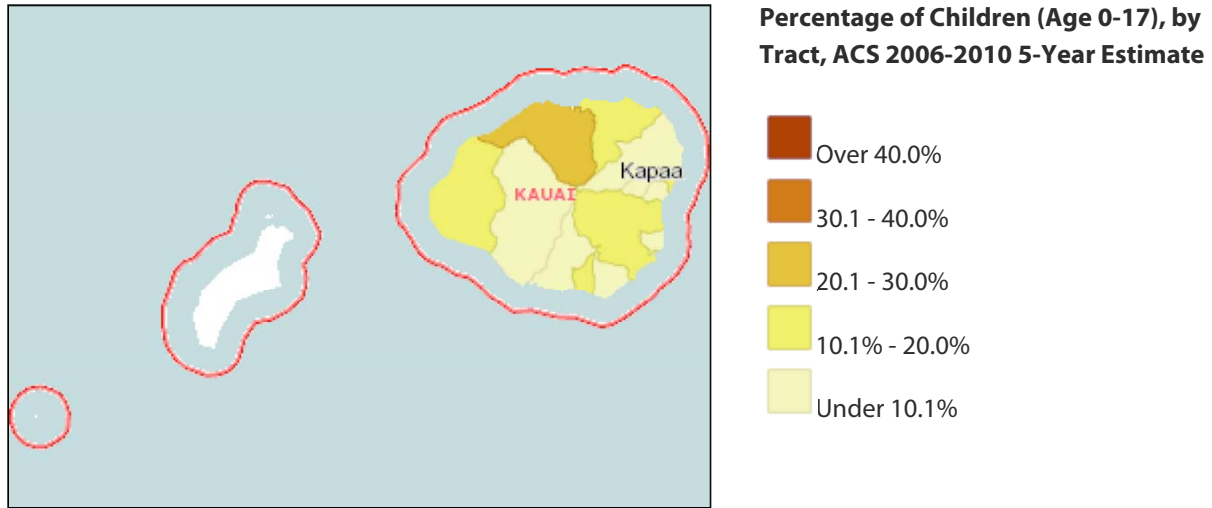 Percentage of Children (Age 0-17), by
Tract, ACS 2006-2010 5-Year Estimate
Over 40.0%
30.1 - 40.0%
20.1 - 30.0%
10.1% - 20.0%
Under 10.1%
Kapaa
KAUAI